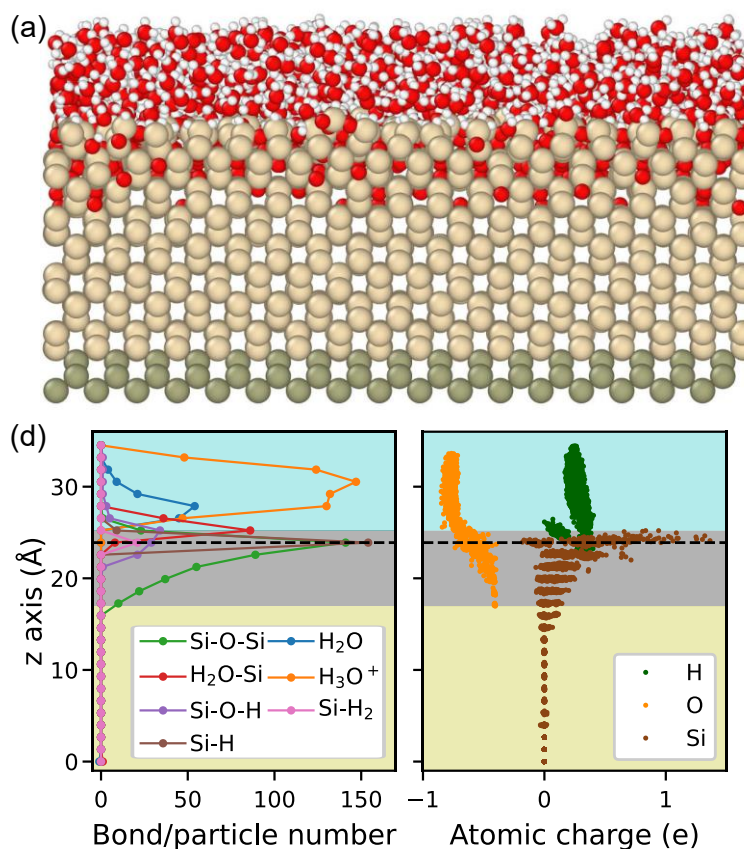 (a)
(d)
z axis (Å)
30
20
10
0
Si-O-Si
H₂O
H₂O-Si
H₃O⁺
Si-O-H
Si-H₂
Si-H
0
50
100
150
Bond/particle number
H
O
Si
−1
0
1
Atomic charge (e)